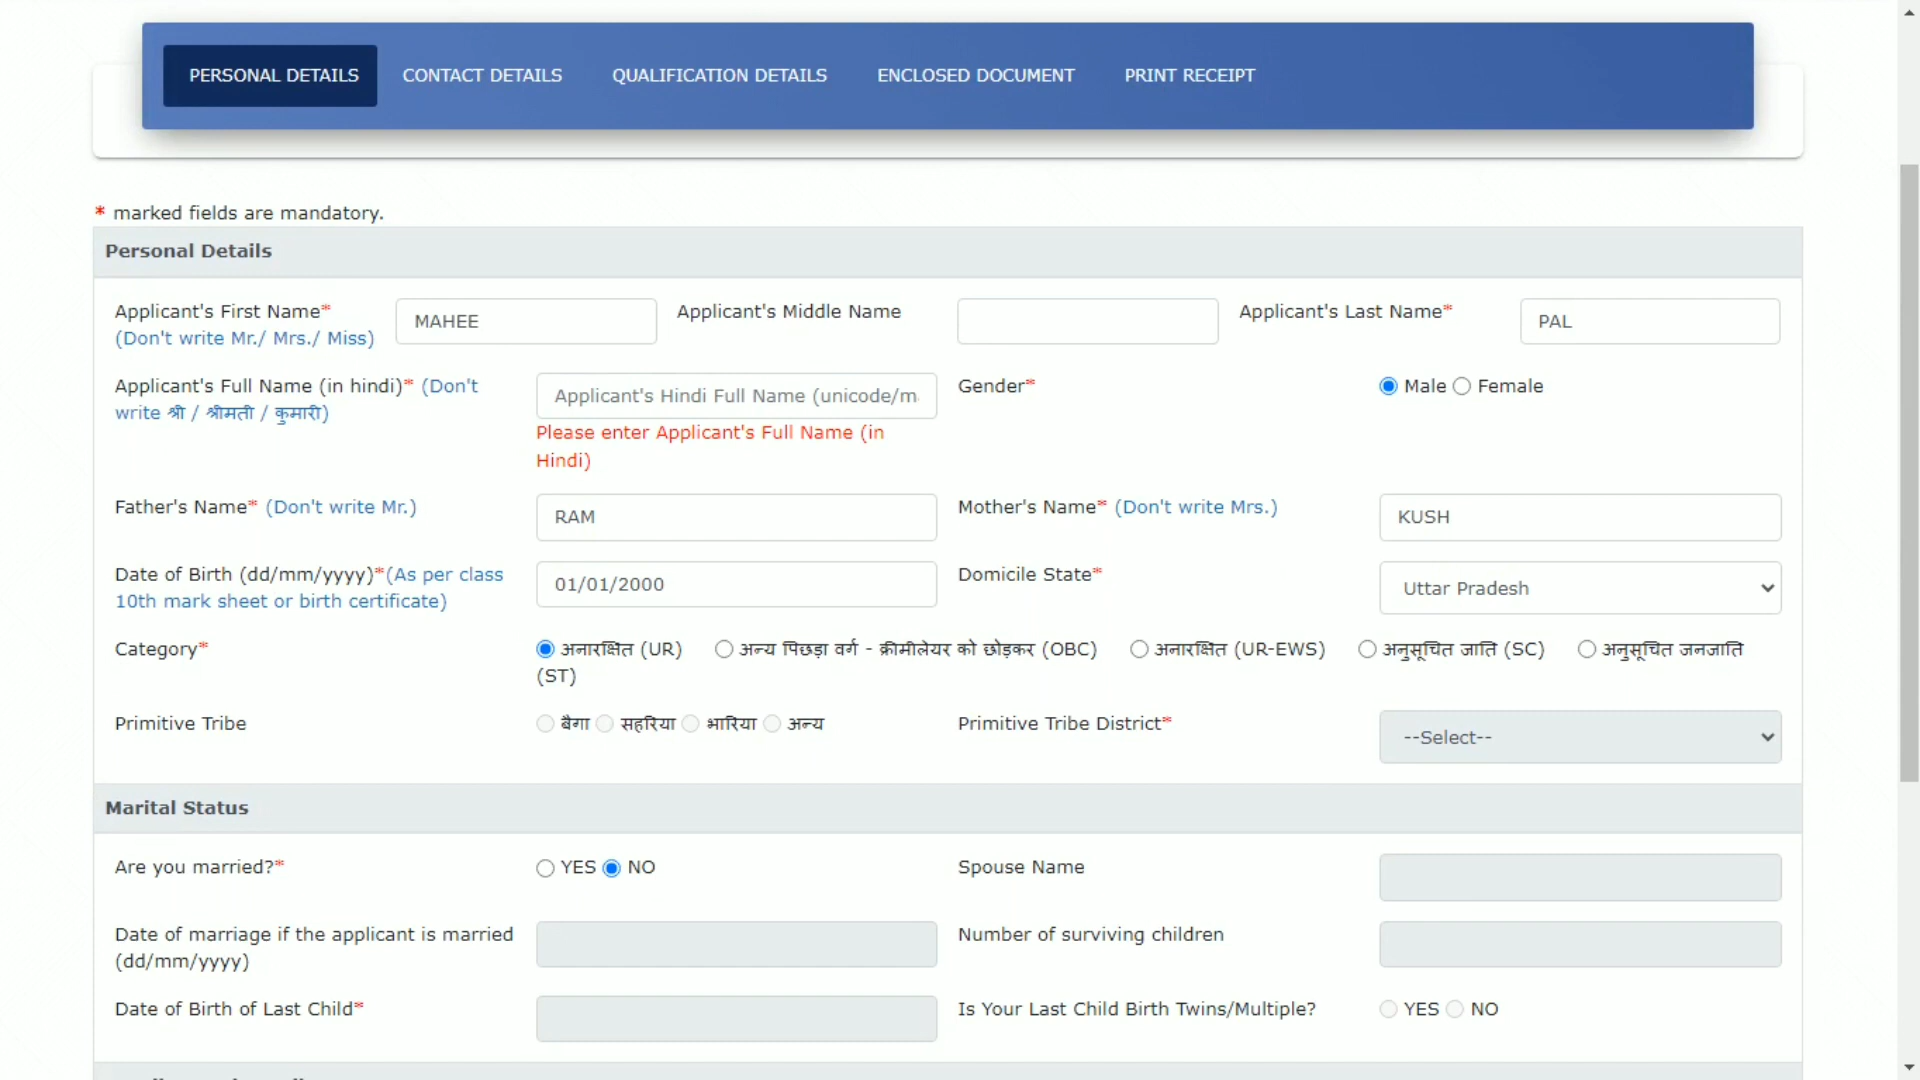 PERSONAL DETAILS CONTACT DETAILS QUALIFICATION DETAILS ENCLOSED DOCUMENT PRINT RECEIPT
* marked fields are mandatory.
Personal Details
Applicant's First Name* MAHEE Applicant's Middle Name Applicant's Last Name* PAL
(Don't write Mr./ Mrs./ Miss)
Applicant's Full Name (in hindi)* (Don't Applicant's Hindi Full Name (unicode/m Gender* Male Female
write श्री / श्रीमती / कुमारी)
Please enter Applicant's Full Name (in
Hindi)
Father's Name* (Don't write Mr.) RAM Mother's Name* (Don't write Mrs.) KUSH
Date of Birth (dd/mm/yyyy)*(As per class 01/01/2000 Domicile State* Uttar Pradesh
10th mark sheet or birth certificate)
Category* अनारक्षित (UR) अन्य पिछड़ा वर्ग - क्रीमीलेयर को छोड़कर (OBC) अनारक्षित (UR-EWS) अनुसूचित जाति (SC) अनुसूचित जनजाति
(ST)
Primitive Tribe बैगा सहरिया भारिया अन्य Primitive Tribe District* --Select--
Marital Status
Are you married?* YES NO Spouse Name
Date of marriage if the applicant is married Number of surviving children
(dd/mm/yyyy)
Date of Birth of Last Child* Is Your Last Child Birth Twins/Multiple? YES NO